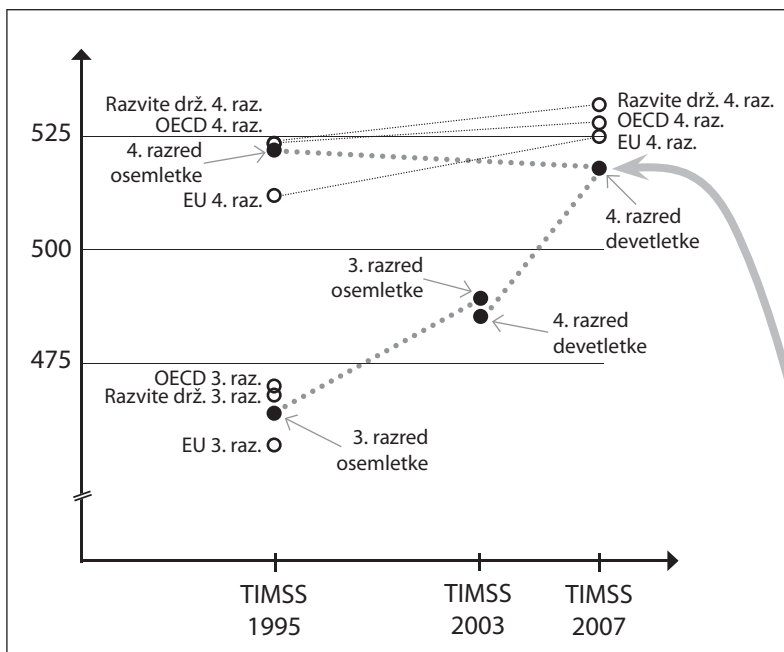 Razvite drž. 4. raz.
OECD 4. raz.
525
4. razred
osemletke
EU 4. raz.
Razvite drž. 4. raz.
OECD 4. raz.
EU 4. raz.
4. razred
devetletke
500
3. razred
osemletke
4. razred
devetletke
475
OECD 3. raz.
Razvite drž. 3. raz.
EU 3. raz.
3. razred
osemletke
TIMSS
1995
TIMSS
2003
TIMSS
2007